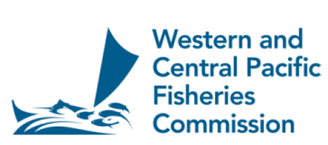 Western and
Central Pacific
Fisheries
Commission